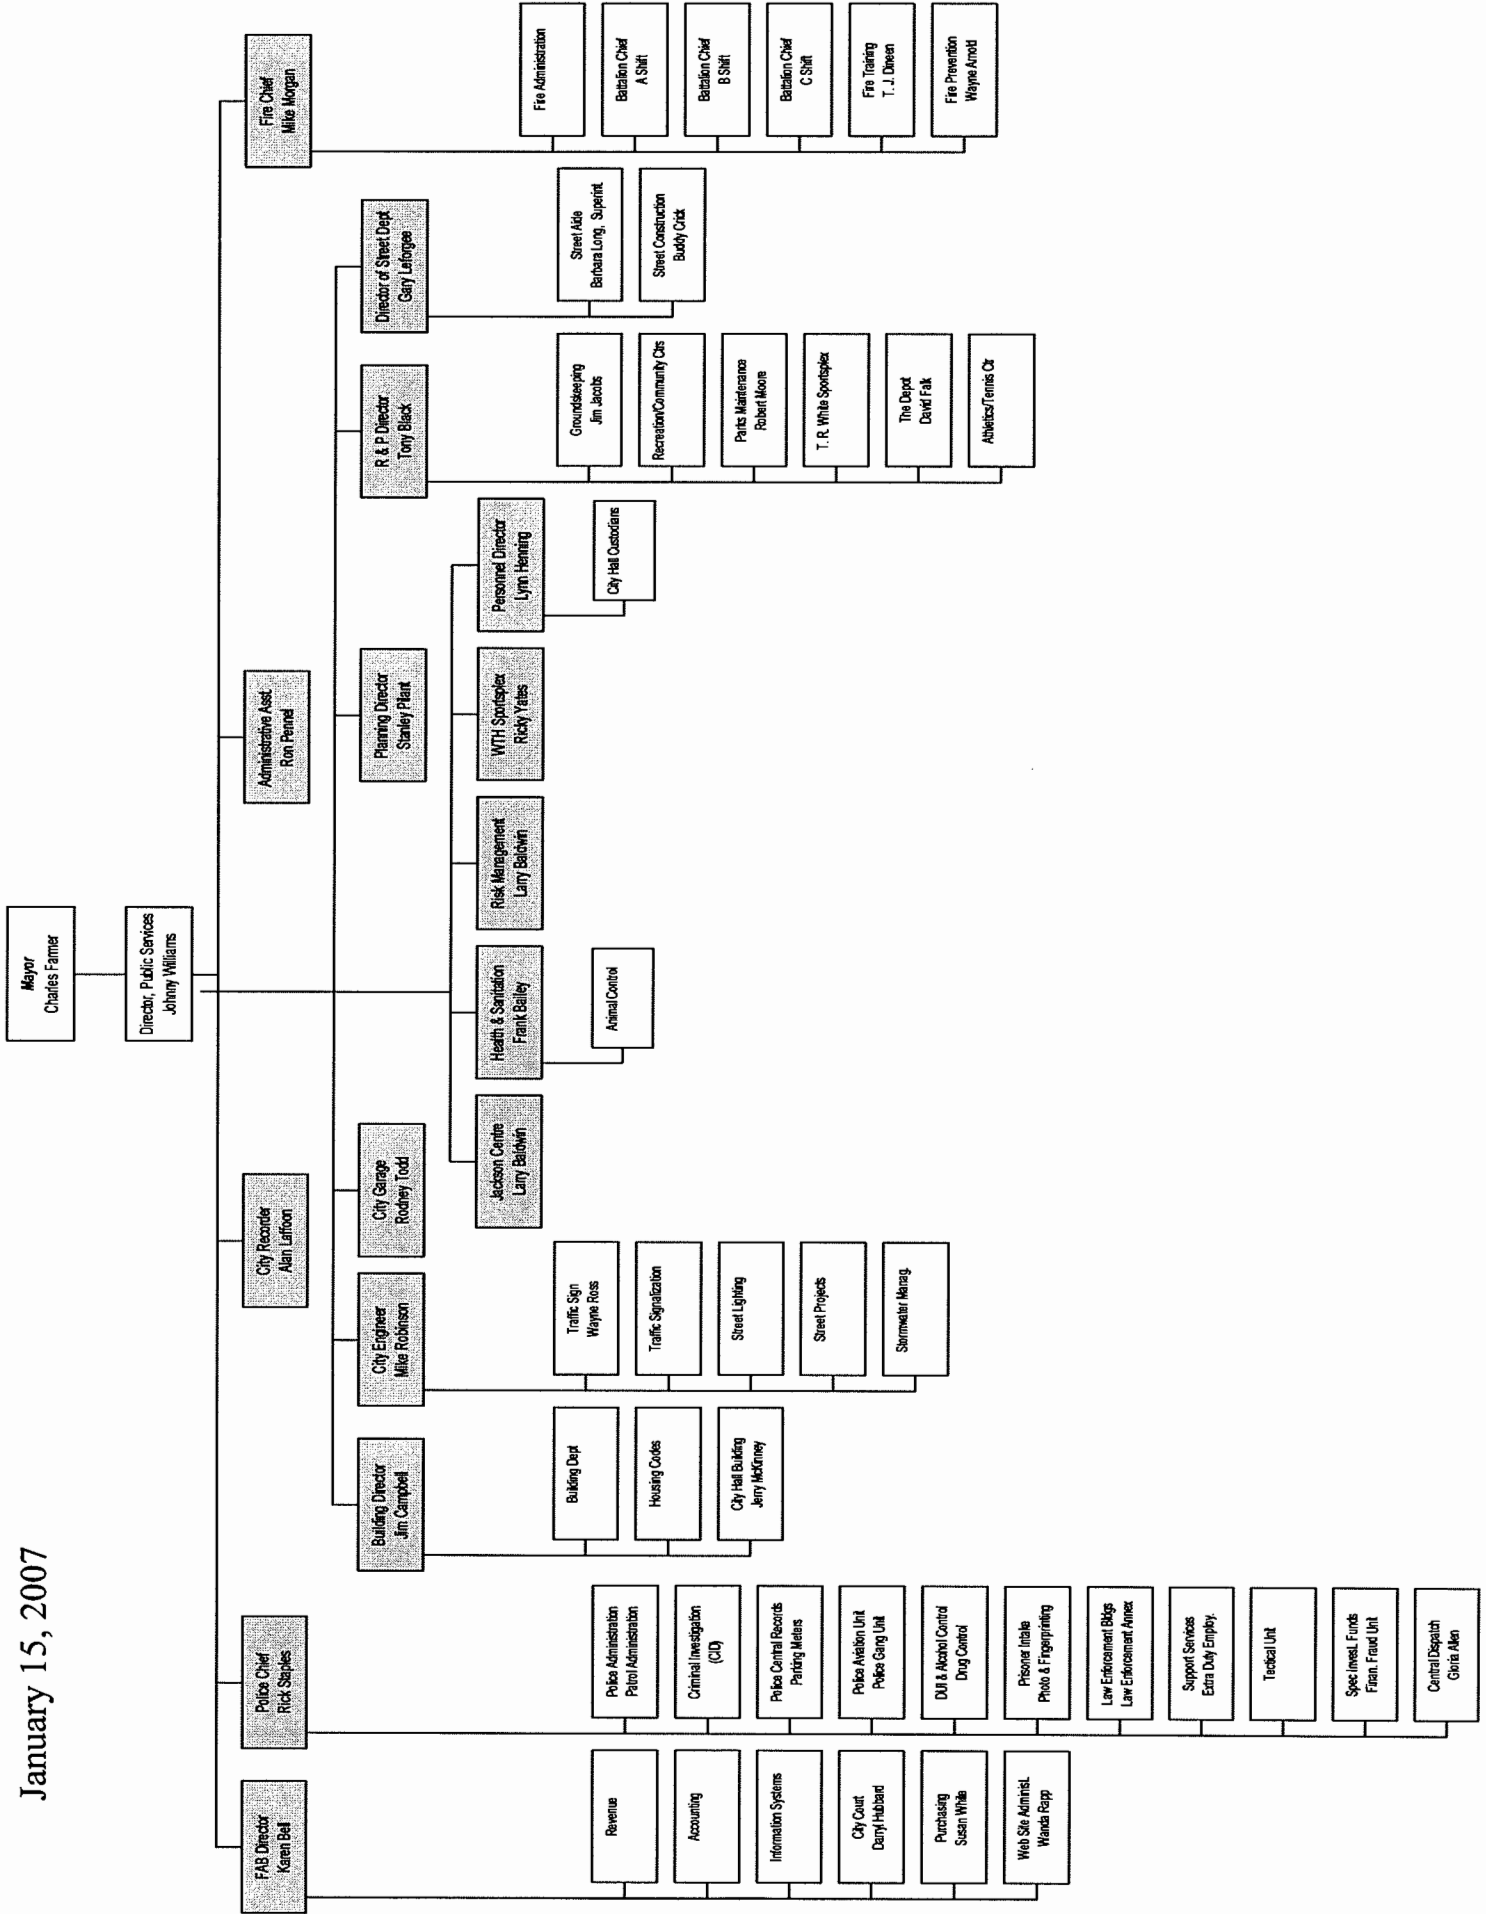 January 15, 2007
Mayor
Charles Farmer
Director, Public Services
Johnny Williams
FAB Director
Karen Bell
Police Chief
Rick Staples
City Recorder
Alan Laffoon
Administrative Asst.
Ron Pennel
Fire Chief
Mike Morgan
Building Director
Jim Campbell
City Engineer
Mike Robinson
City Garage
Rodney Todd
Planning Director
Stanley Pilant
R & P Director
Tony Black
Director of Street Dept
Gary Leforgee
Jackson Centre
Larry Baldwin
Health & Sanitation
Frank Bailey
Risk Management
Larry Baldwin
WTH Sportsplex
Ricky Yates
Personnel Director
Lynn Henning
Animal Control
City Hall Custodians
Revenue
Accounting
Information Systems
City Court
Darryl Hubbard
Purchasing
Susan White
Web Site Administ.
Wanda Rapp
Police Administration
Patrol Administration
Criminal Investigation
(CID)
Police Central Records
Parking Meters
Police Aviation Unit
Police Gang Unit
DUI & Alcohol Control
Drug Control
Prisoner Intake
Photo & Fingerprinting
Law Enforcement Bldgs
Law Enforcement Annex
Support Services
Extra Duty Employ.
Tactical Unit
Spec Invest. Funds
Finan. Fraud Unit
Central Dispatch
Gloria Allen
Building Dept
Housing Codes
City Hall Building
Jerry McKinney
Traffic Sign
Wayne Ross
Traffic Signalization
Street Lighting
Street Projects
Stormwater Manag.
Groundskeeping
Jim Jacobs
Recreation/Community Ctrs
Parks Maintenance
Robert Moore
T. R. White Sportsplex
The Depot
David Falk
Athletics/Tennis Ctr
Street Aide
Barbara Long, Superint.
Street Construction
Buddy Crick
Fire Administration
Battalion Chief
A Shift
Battalion Chief
B Shift
Battalion Chief
C Shift
Fire Training
T. J. Dineen
Fire Prevention
Wayne Arnold